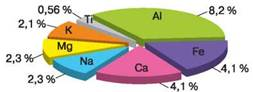 0,56 %
Ti
Al
8,2 %
2,1 %
K
Mg
Fe
2,3 %
Na
Ca
4,1 %
2,3 %
4,1 %